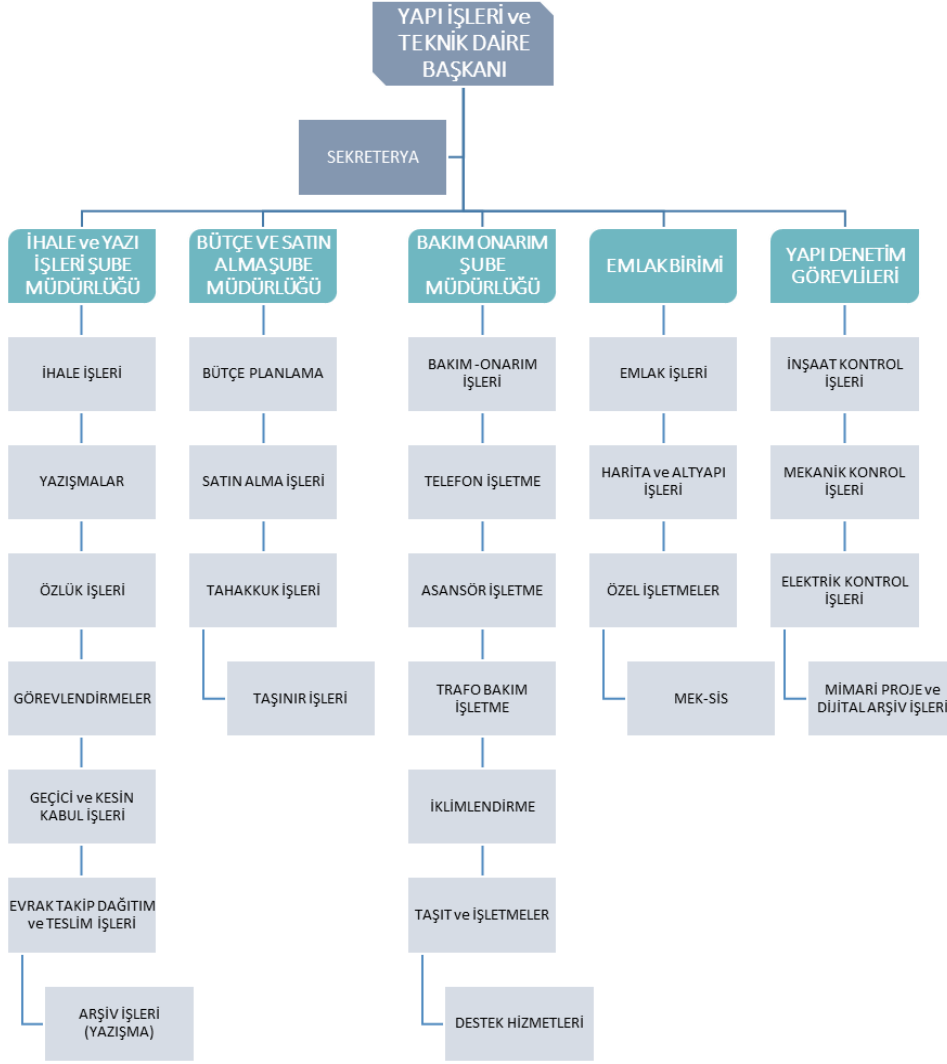 YAPI İŞLERİ ve
TEKNİK DAİRE
BAŞKANI
SEKRETERYA
İHALE ve YAZI
İŞLERİ ŞUBE
MÜDÜRLÜĞÜ
İHALE İŞLERİ
YAZIŞMALAR
ÖZLÜK İŞLERİ
GÖREVLENDİRMELER
GEÇİCİ ve KESİN
KABUL İŞLERİ
EVRAK TAKİP DAĞITIM
ve TESLİM İŞLERİ
ARŞİV İŞLERİ
(YAZIŞMA)
BÜTÇE VE SATIN
ALMA ŞUBE
MÜDÜRLÜĞÜ
BÜTÇE PLANLAMA
SATIN ALMA İŞLERİ
TAHAKKUK İŞLERİ
TAŞINIR İŞLERİ
BAKIM ONARIM
ŞUBE
MÜDÜRLÜĞÜ
BAKIM -ONARIM
İŞLERİ
TELEFON İŞLETME
ASANSÖR İŞLETME
TRAFO BAKIM
İŞLETME
İKLİMLENDİRME
TAŞIT ve İŞLETMELER
DESTEK HİZMETLERİ
EMLAK BİRİMİ
EMLAK İŞLERİ
HARİTA ve ALTYAPI
İŞLERİ
ÖZEL İŞLETMELER
MEK-SİS
YAPI DENETİM
GÖREVLİLERİ
İNŞAAT KONTROL
İŞLERİ
MEKANİK KONROL
İŞLERİ
ELEKTRİK KONTROL
İŞLERİ
MİMARİ PROJE ve
DİJİTAL ARŞİV İŞLERİ